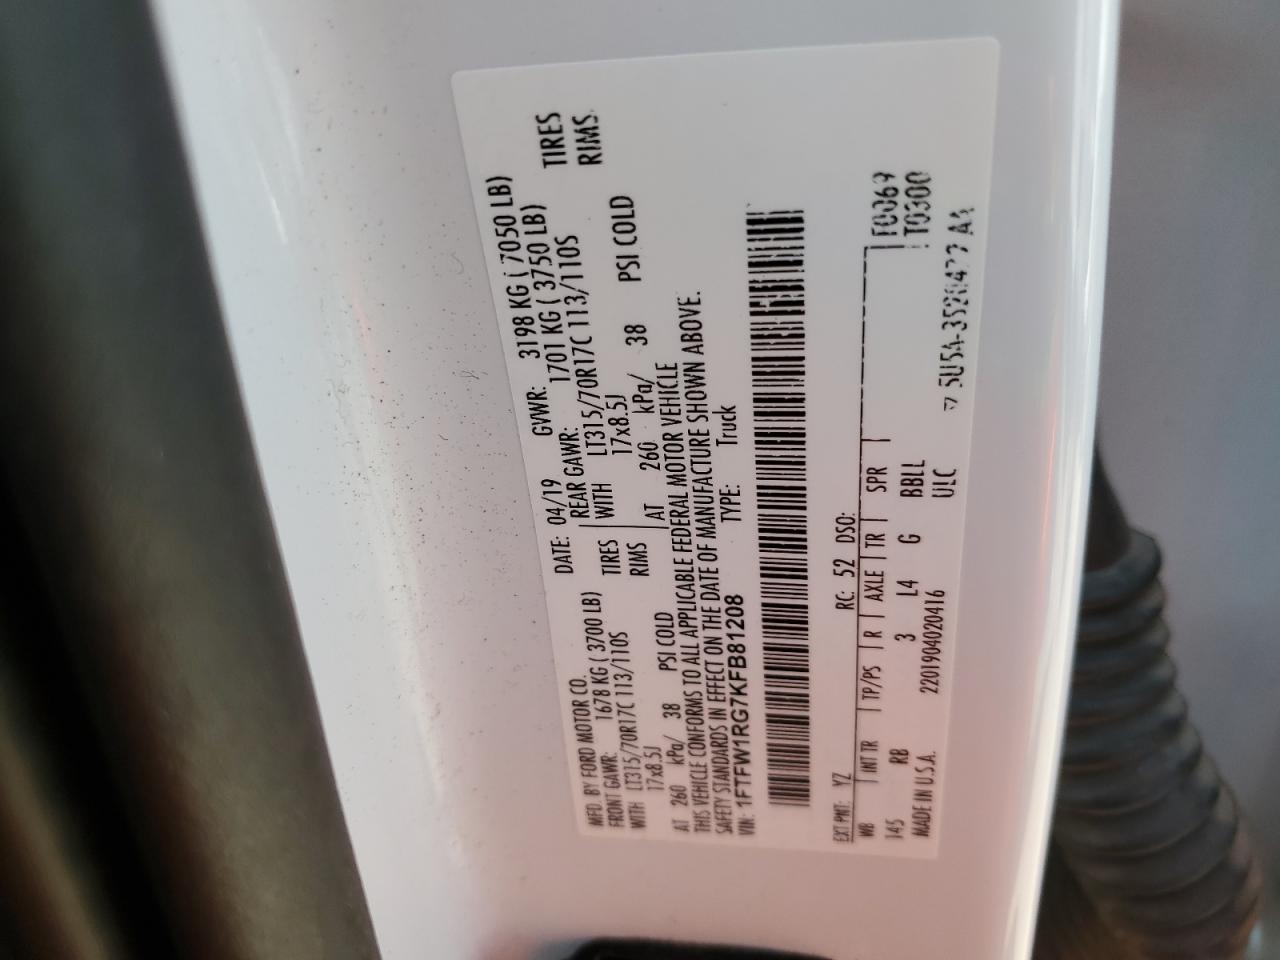 MFD. BY FORD MOTOR CO.
DATE: 04/19 GVWR: 3198 KG ( 7050 LB)
FRONT GAWR: 1678 KG ( 3700 LB) REAR GAWR: 1701 KG ( 3750 LB)
WITH LT315/70R17C 113/110S TIRES WITH LT315/70R17C 113/110S TIRES
17x8.5J RIMS 17x8.5J RIMS
AT 260 kPa/ 38 PSI COLD AT 260 kPa/ 38 PSI COLD
THIS VEHICLE CONFORMS TO ALL APPLICABLE FEDERAL MOTOR VEHICLE
SAFETY STANDARDS IN EFFECT ON THE DATE OF MANUFACTURE SHOWN ABOVE.
VIN: 1FTFW1RG7KFB81208 TYPE: Truck
EXT PNT: YZ RC: 52 DSO:
WB INT TR TP/PS R AXLE TR SPR F0069
145 RB 3 L4 G BBLL T0300
ULC
MADE IN U.S.A. 2201904020416